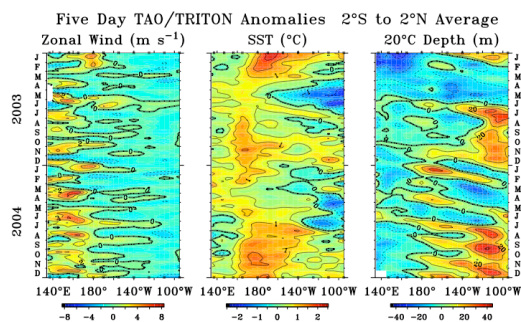 Five Day TAO/TRITON Anomalies 2°S to 2°N Average
Zonal Wind (m s⁻¹) SST (°C) 20°C Depth (m)
J
F
M
A
M
J
J
A
S
O
N
D
J
F
M
A
M
J
J
A
S
O
N
D
2003
2004
J
F
M
A
M
J
J
A
S
O
N
D
J
F
M
A
M
J
J
A
S
O
N
D
140°E 180° 140°W 100°W 140°E 180° 140°W 100°W 140°E 180° 140°W 100°W
-8 -4 0 4 8 -2 -1 0 1 2 -40 -20 0 20 40